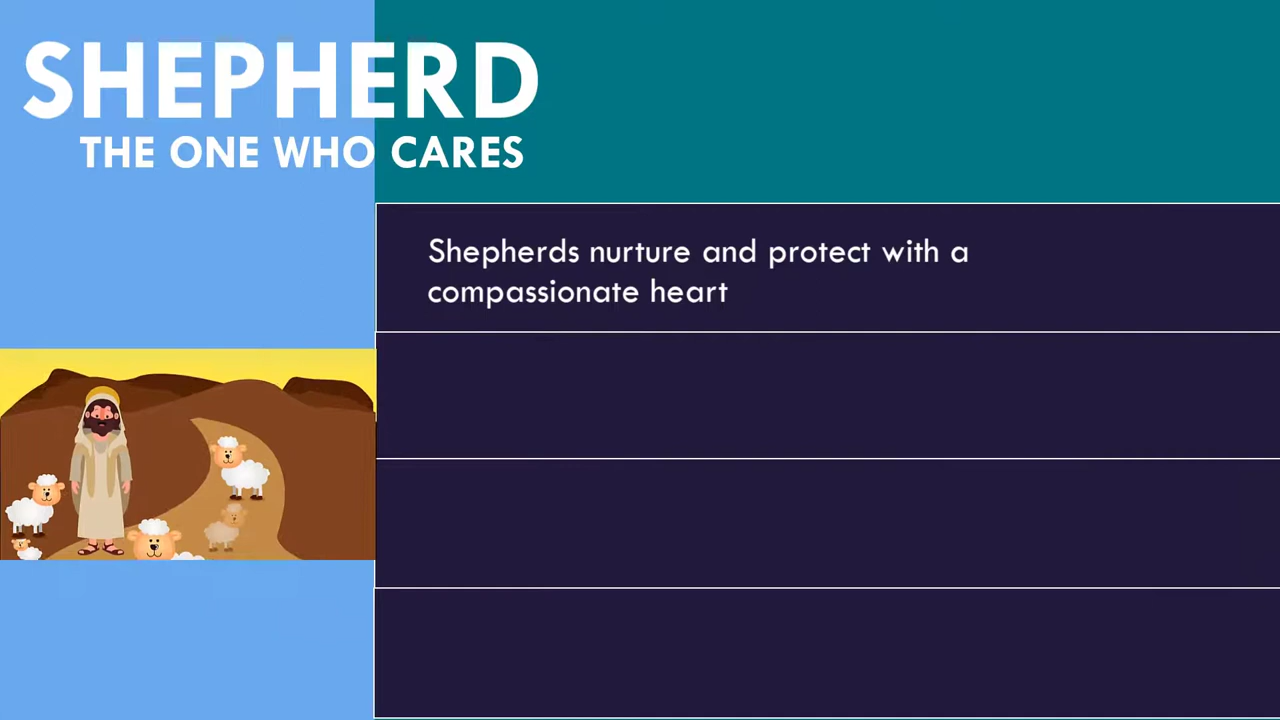 SHEPHERD
THE ONE WHO CARES
Shepherds nurture and protect with a
compassionate heart